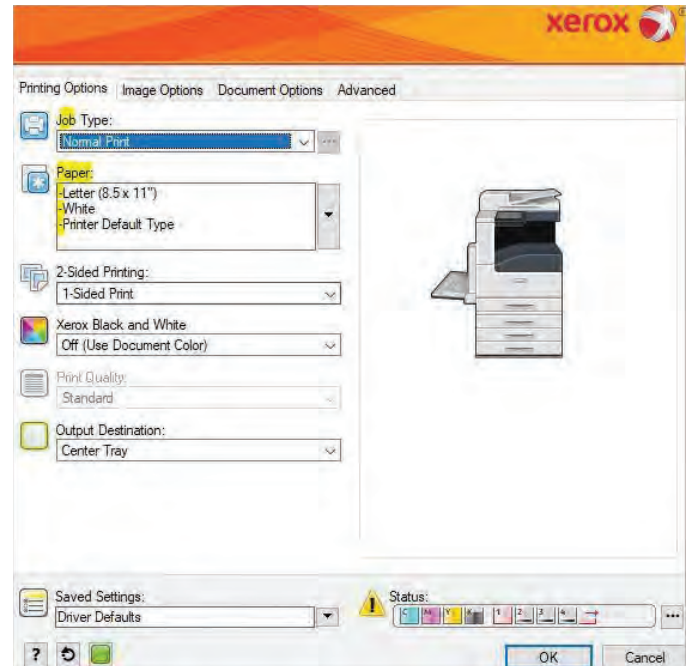 xerox
Printing Options Image Options Document Options Advanced
Job Type:
Normal Print
Paper:
-Letter (8.5 x 11")
-White
-Printer Default Type
2-Sided Printing:
1-Sided Print
Xerox Black and White
Off (Use Document Color)
Print Quality:
Standard
Output Destination:
Center Tray
Saved Settings:
Driver Defaults
Status:
C M Y K 1 2 3 4
? OK Cancel